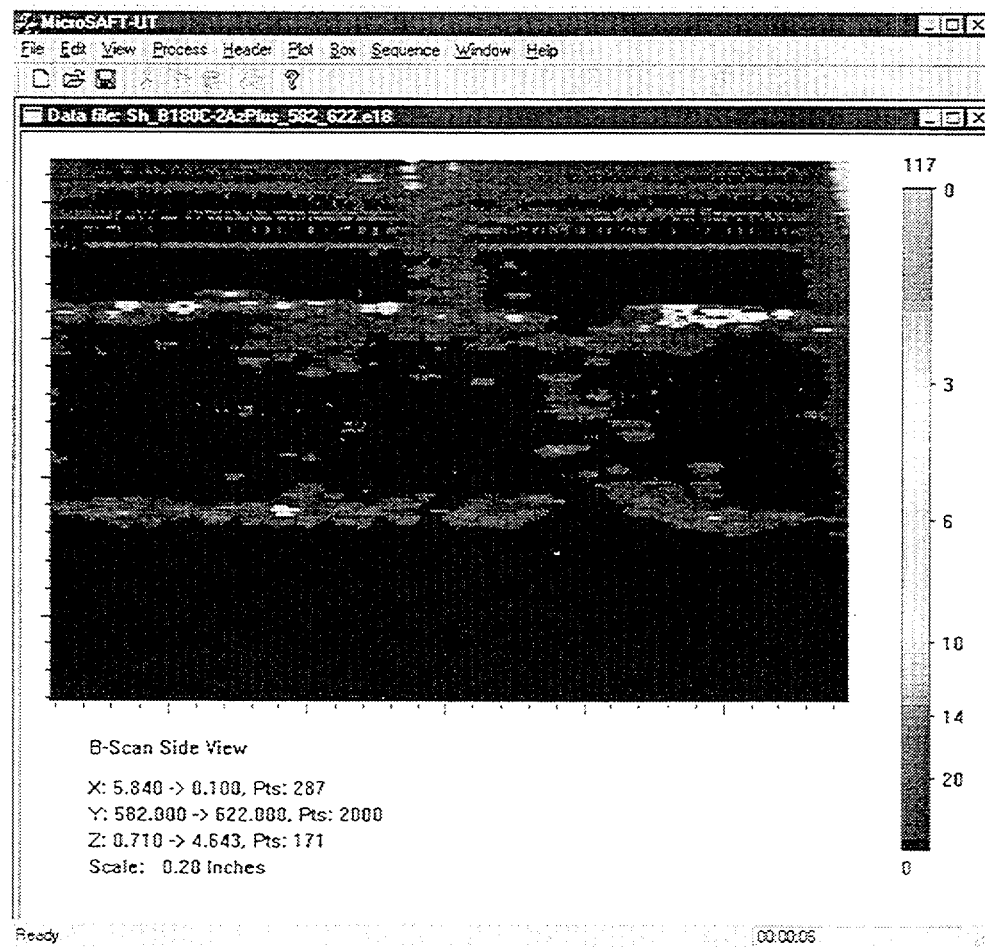 MicroSAFT-UT
File Edit View Process Header Plot Box Sequence Window Help
Data file: Sh_B180C-2AzPlus_582_622.e18
117
0
3
6
10
14
20
0
B-Scan Side View
X: 5.840 -> 0.100, Pts: 287
Y: 582.000 -> 622.000, Pts: 2000
Z: 0.710 -> 4.643, Pts: 171
Scale: 0.20 Inches
Ready
00:00:06